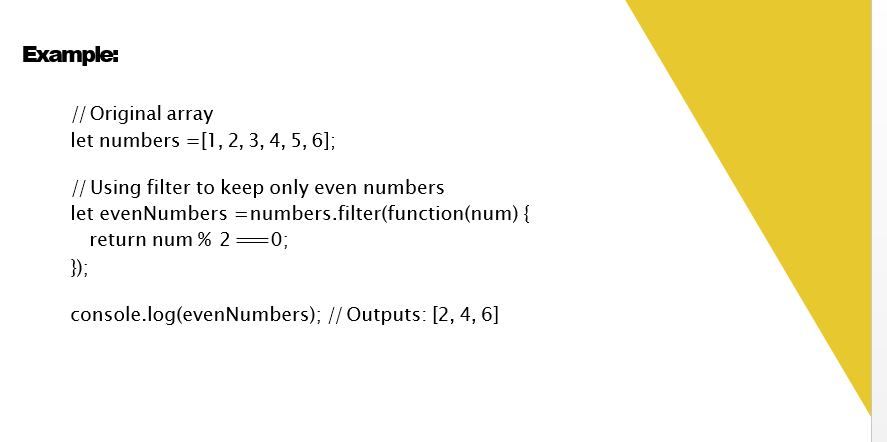 Example:
// Original array
let numbers =[1, 2, 3, 4, 5, 6];
// Using filter to keep only even numbers
let evenNumbers =numbers.filter(function(num) {
return num % 2 ===0;
});
console.log(evenNumbers); // Outputs: [2, 4, 6]